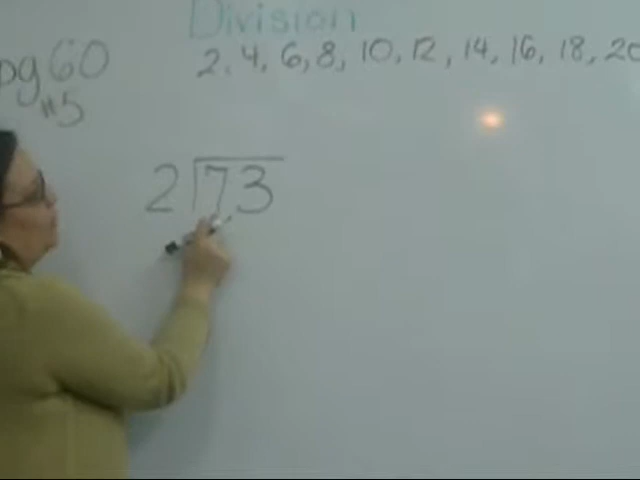 Division
2, 4, 6, 8, 10, 12, 14, 16, 18, 20
pg 60
#5
2 73